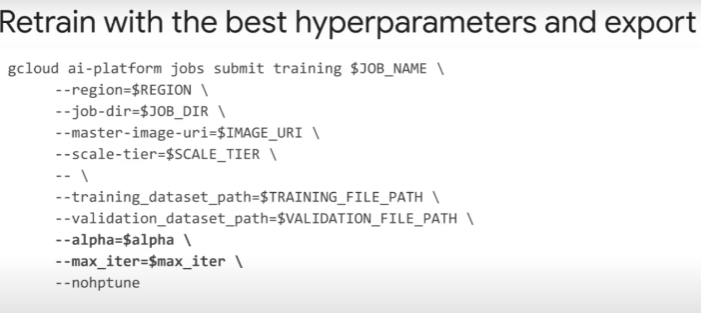 Retrain with the best hyperparameters and export
gcloud ai-platform jobs submit training $JOB_NAME \
--region=$REGION \
--job-dir=$JOB_DIR \
--master-image-uri=$IMAGE_URI \
--scale-tier=$SCALE_TIER \
-- \
--training_dataset_path=$TRAINING_FILE_PATH \
--validation_dataset_path=$VALIDATION_FILE_PATH \
--alpha=$alpha \
--max_iter=$max_iter \
--nohptune